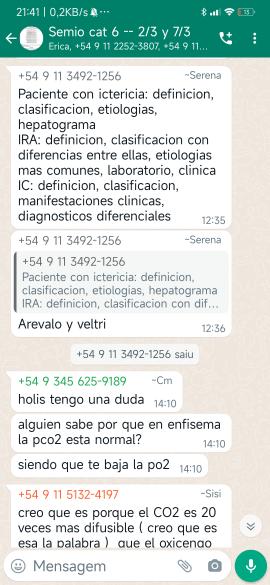 21:41 | 0,2KB/s
15
Semio cat 6 -- 2/3 y 7/3
Erica, +54 9 11 2252-3807, +54 9 11...
+54 9 11 3492-1256 ~Serena
Paciente con ictericia: definicion,
clasificacion, etiologias,
hepatograma
IRA: definicion, clasificacion con
diferencias entre ellas, etiologias
mas comunes, laboratorio, clinica
IC: definicion, clasificacion,
manifestaciones clinicas,
diagnosticos diferenciales
12:35
+54 9 11 3492-1256 ~Serena
+54 9 11 3492-1256
Paciente con ictericia: definicion,
clasificacion, etiologias, hepatograma
IRA: definicion, clasificacion con dif...
Arevalo y veltri 12:36
+54 9 11 3492-1256 saiu
+54 9 345 625-9189 ~Cm
holis tengo una duda 14:10
alguien sabe por que en enfisema
la pco2 esta normal? 14:10
siendo que te baja la po2 14:10
+54 9 11 5132-4197 ~Sisi
creo que es porque el CO2 es 20
veces mas difusible ( creo que es
esa la palabra ) que el oxicengo
Mensagem